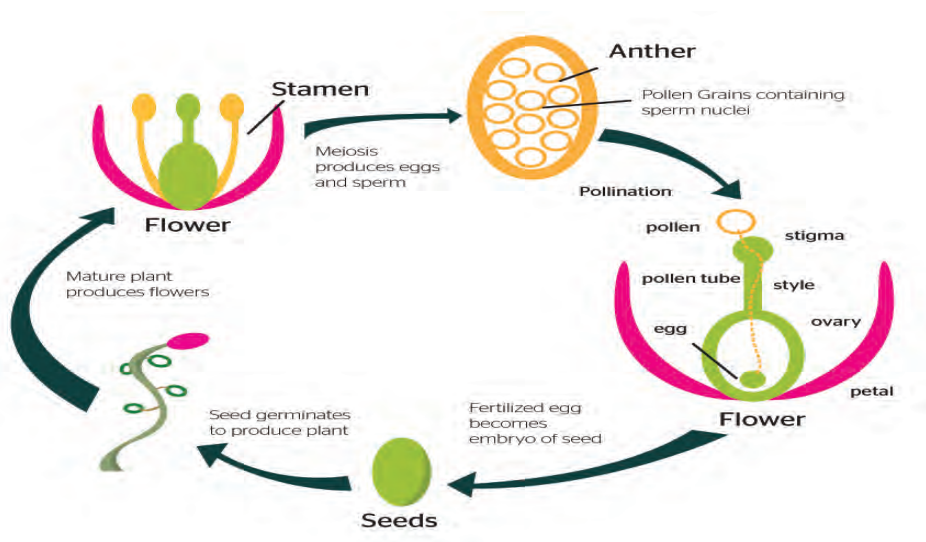 Stamen
Flower
Meiosis
produces eggs
and sperm
Anther
Pollen Grains containing
sperm nuclei
Pollination
pollen
stigma
pollen tube
style
egg
ovary
petal
Flower
Fertilized egg
becomes
embryo of seed
Seeds
Seed germinates
to produce plant
Mature plant
produces flowers